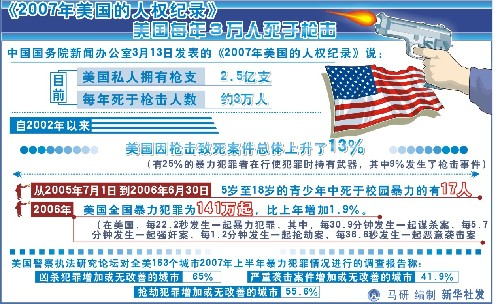 《2007年美国的人权纪录》
美国每年3万人死于枪击
中国国务院新闻办公室3月13日发表的《2007年美国的人权纪录》说：
目前
美国私人拥有枪支 2.5亿支
每年死于枪击人数 约3万人
自2002年以来
美国因枪击致死案件总体上升了13%
（有25%的暴力犯罪者在行使犯罪时持有武器，其中9%发生了枪击事件）
从2005年7月1日到2006年6月30日 5岁至18岁的青少年中死于校园暴力的有17人
2006年 美国全国暴力犯罪为141万起，比上年增加1.9%。
（在美国，每22.2秒发生一起暴力犯罪，其中，每30.9分钟发生一起谋杀案，每5.7
分钟发生一起强奸案，每1.2分钟发生一起抢劫案，每36.6秒发生一起恶意袭击案
美国警察执法研究论坛对全美163个城市2007年上半年暴力犯罪情况进行的调查报告称：
凶杀犯罪增加或无改善的城市 65% 严重袭击案件增加或无改善的城市 41.9%
抢劫犯罪增加或无改善的城市 55.6%
马研 编制 新华社发